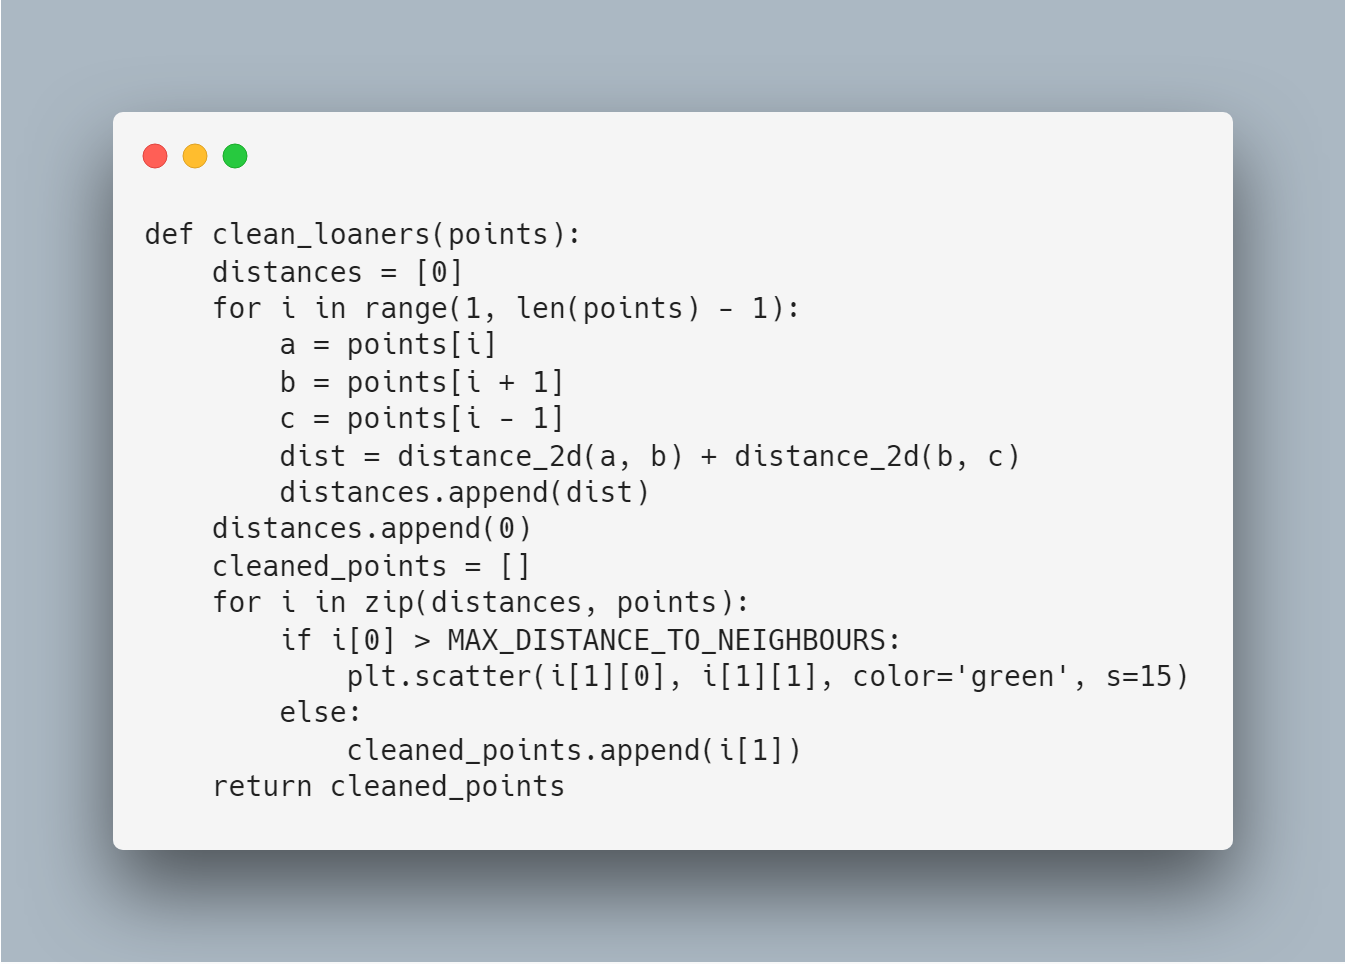 def clean_loaners(points):
    distances = [0]
    for i in range(1, len(points) - 1):
        a = points[i]
        b = points[i + 1]
        c = points[i - 1]
        dist = distance_2d(a, b) + distance_2d(b, c)
        distances.append(dist)
    distances.append(0)
    cleaned_points = []
    for i in zip(distances, points):
        if i[0] > MAX_DISTANCE_TO_NEIGHBOURS:
            plt.scatter(i[1][0], i[1][1], color='green', s=15)
        else:
            cleaned_points.append(i[1])
    return cleaned_points